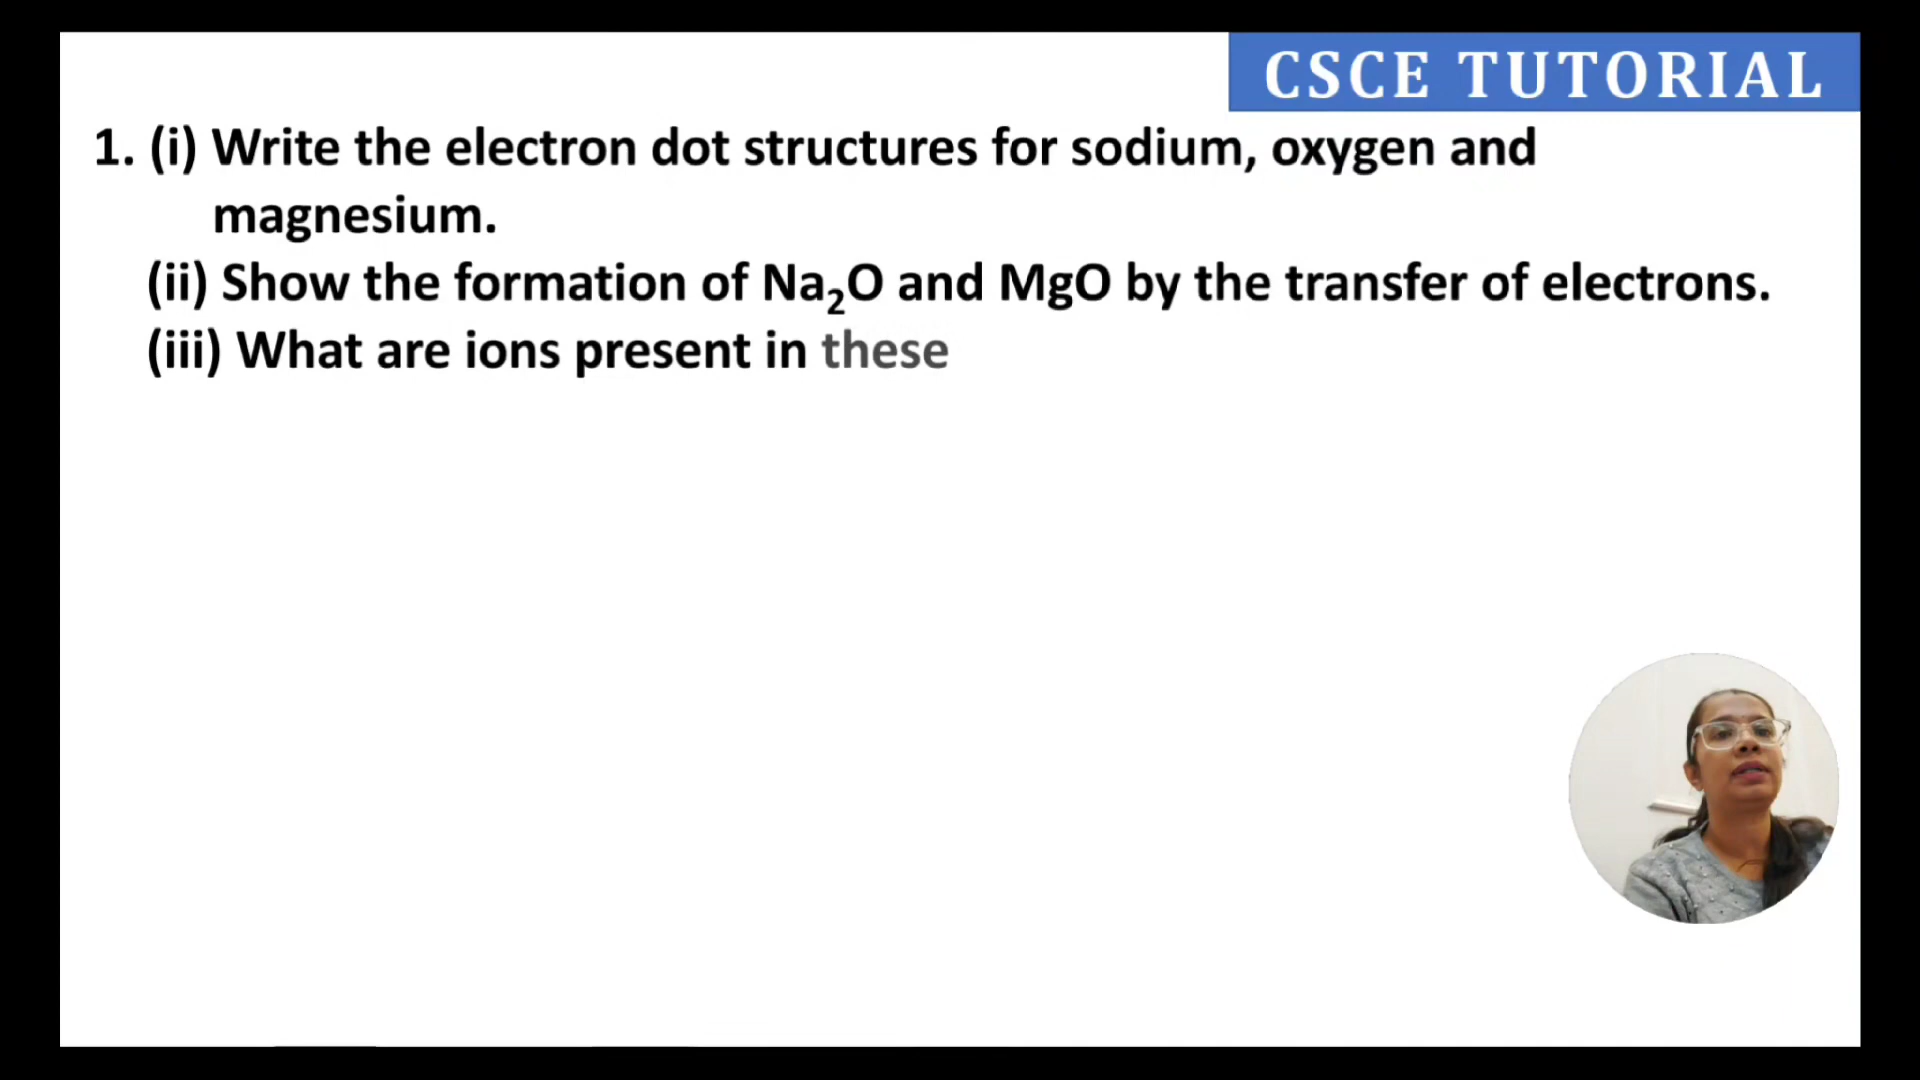 CSCE TUTORIAL
1. (i) Write the electron dot structures for sodium, oxygen and
magnesium.
(ii) Show the formation of Na₂O and MgO by the transfer of electrons.
(iii) What are ions present in these